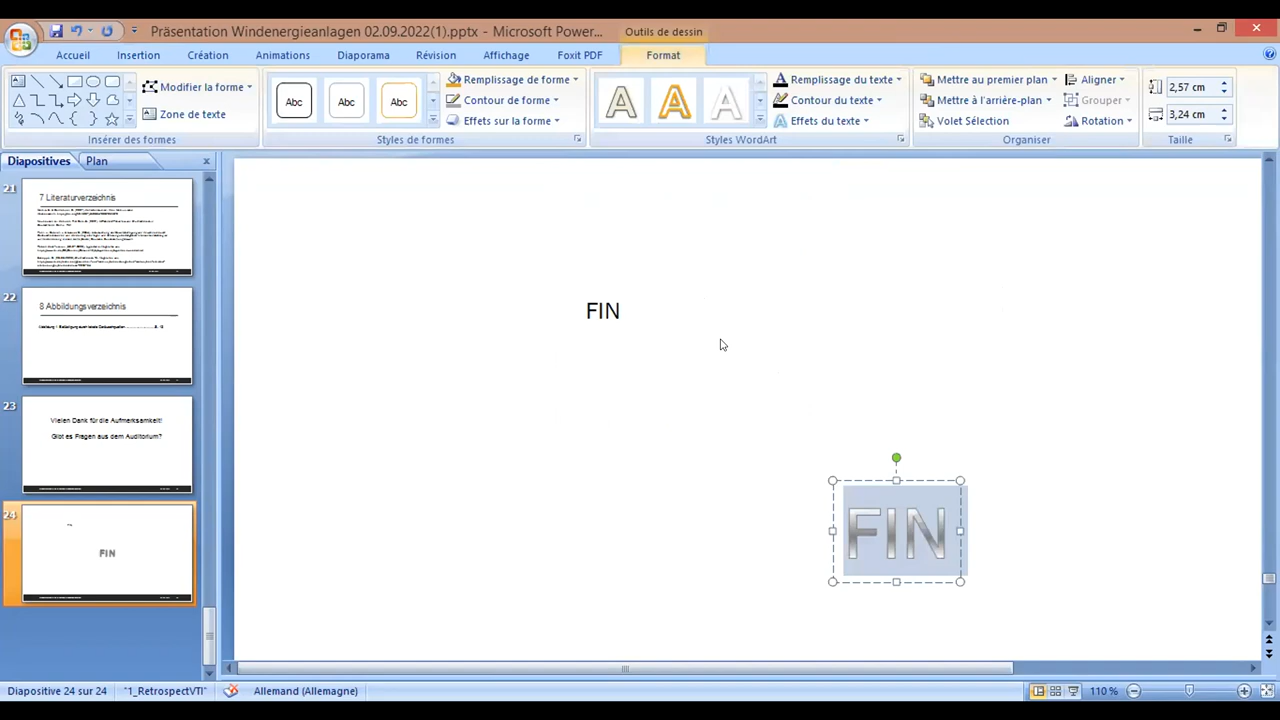 Präsentation Windenergieanlagen 02.09.2022(1).pptx - Microsoft Power...
Outils de dessin
Accueil
Insertion
Création
Animations
Diaporama
Révision
Affichage
Foxit PDF
Format
Modifier la forme
Zone de texte
Insérer des formes
Abc
Abc
Abc
Remplissage de forme
Contour de forme
Effets sur la forme
Styles de formes
A
A
A
Remplissage du texte
Contour du texte
Effets du texte
Styles WordArt
Mettre au premier plan
Mettre à l'arrière-plan
Volet Sélection
Aligner
Grouper
Rotation
Organiser
2,57 cm
3,24 cm
Taille
Diapositives
Plan
21
7 Literaturverzeichnis
22
8 Abbildungsverzeichnis
23
Vielen Dank für die Aufmerksamkeit!
Gibt es Fragen aus dem Auditorium?
24
FIN
FIN
FIN
Diapositive 24 sur 24
"1_RetrospectVTI"
Allemand (Allemagne)
110 %